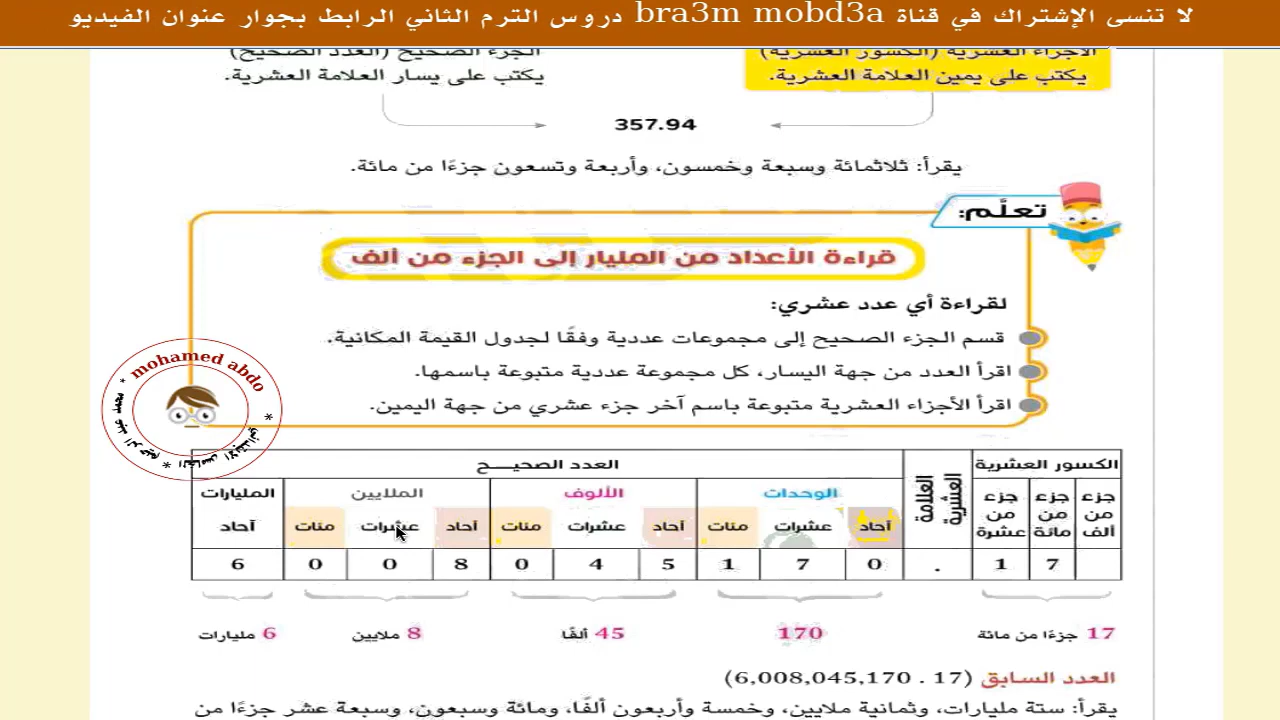 لا تنسى الإشتراك في قناة bra3m mobd3a دروس الترم الثاني الرابط بجوار عنوان الفيديو
الأجزاء العشرية (الكسور العشرية)
يكتب على يمين العلامة العشرية.
الجزء الصحيح (العدد الصحيح)
يكتب على يسار العلامة العشرية.
357.94
يقرأ: ثلاثمائة وسبعة وخمسون، وأربعة وتسعون جزءًا من مائة.
تعلَّم:
قراءة الأعداد من المليار إلى الجزء من ألف
لقراءة أي عدد عشري:
قسم الجزء الصحيح إلى مجموعات عددية وفقًا لجدول القيمة المكانية.
اقرأ العدد من جهة اليسار، كل مجموعة عددية متبوعة باسمها.
اقرأ الأجزاء العشرية متبوعة باسم آخر جزء عشري من جهة اليمين.
mohamed abdo
الكسور العشرية العلامة العشرية العدد الصحيـــح
جزء من ألف جزء من مائة جزء من عشرة الوحدات الألوف الملايين المليارات
آحاد عشرات مئات آحاد عشرات مئات آحاد عشرات مئات آحاد
7 1 . 0 7 1 5 4 0 8 0 0 6
17 جزءًا من مائة 170 45 ألفًا 8 ملايين 6 مليارات
العدد السابق (6,008,045,170 . 17)
يقرأ: ستة مليارات، وثمانية ملايين، وخمسة وأربعون ألفًا، ومائة وسبعون، وسبعة عشر جزءًا من